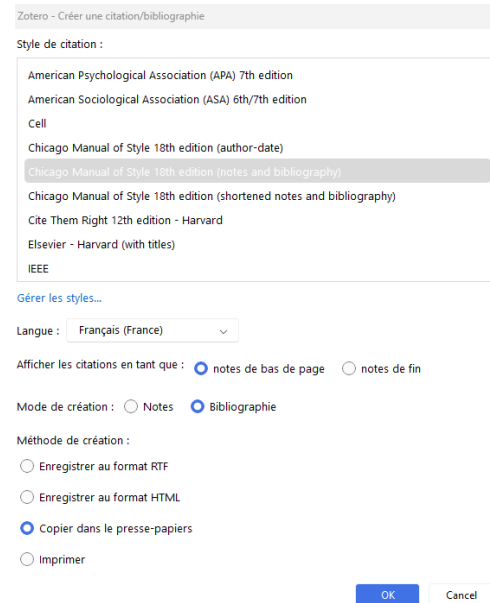 Zotero - Créer une citation/bibliographie
Style de citation :
American Psychological Association (APA) 7th edition
American Sociological Association (ASA) 6th/7th edition
Cell
Chicago Manual of Style 18th edition (author-date)
Chicago Manual of Style 18th edition (notes and bibliography)
Chicago Manual of Style 18th edition (shortened notes and bibliography)
Cite Them Right 12th edition - Harvard
Elsevier - Harvard (with titles)
IEEE
Gérer les styles...
Langue : Français (France)
Afficher les citations en tant que : notes de bas de page notes de fin
Mode de création : Notes Bibliographie
Méthode de création :
Enregistrer au format RTF
Enregistrer au format HTML
Copier dans le presse-papiers
Imprimer
OK Cancel